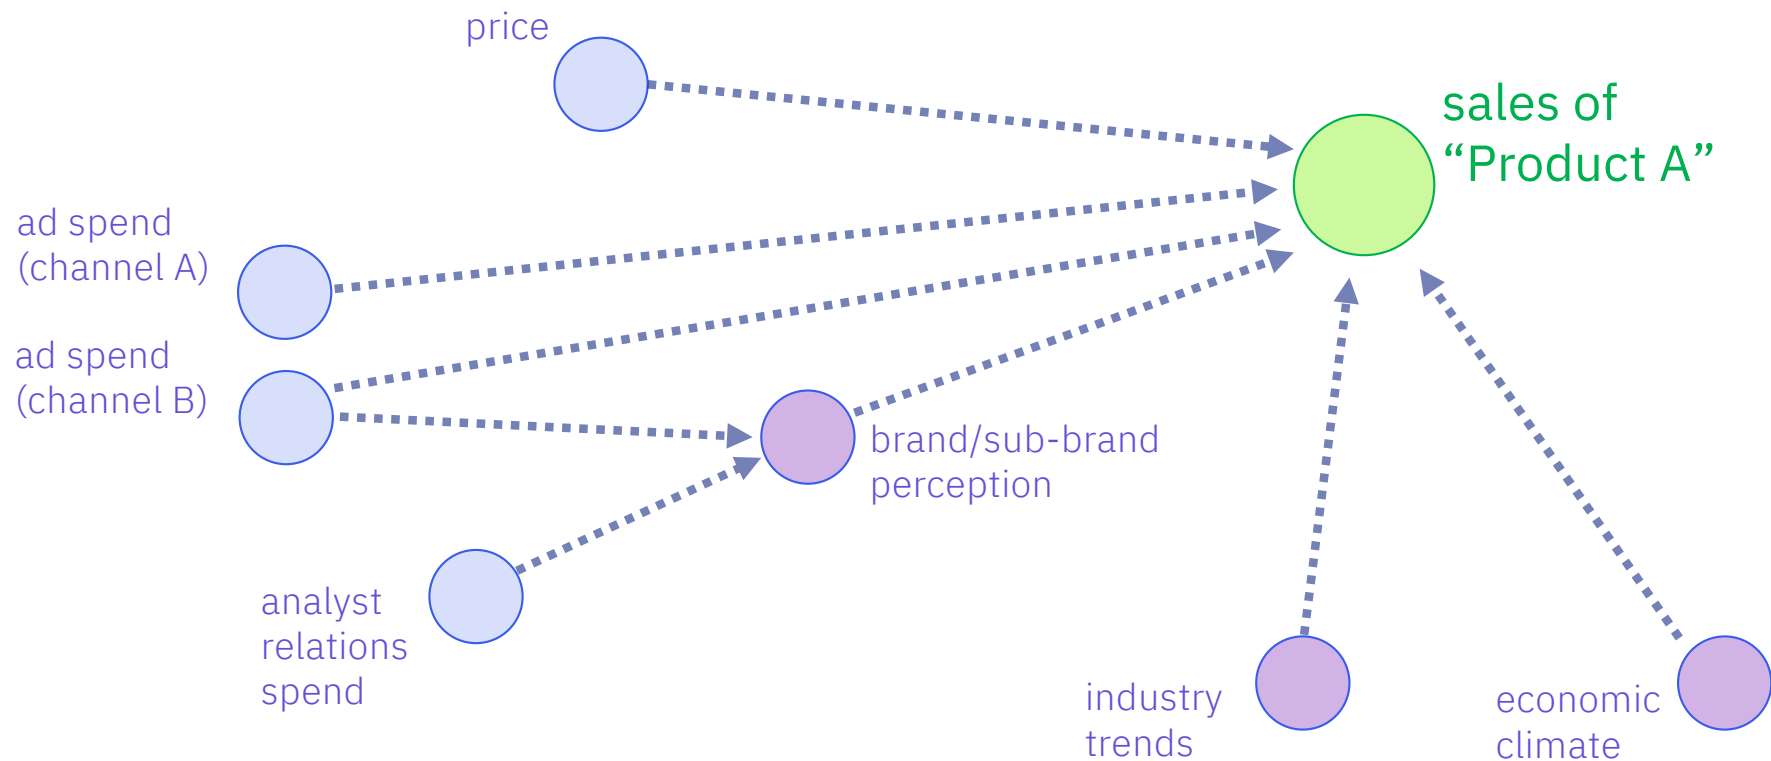 price
sales of
“Product A”
ad spend
(channel A)
ad spend
(channel B)
brand/sub-brand
perception
analyst
relations
spend
industry
trends
economic
climate